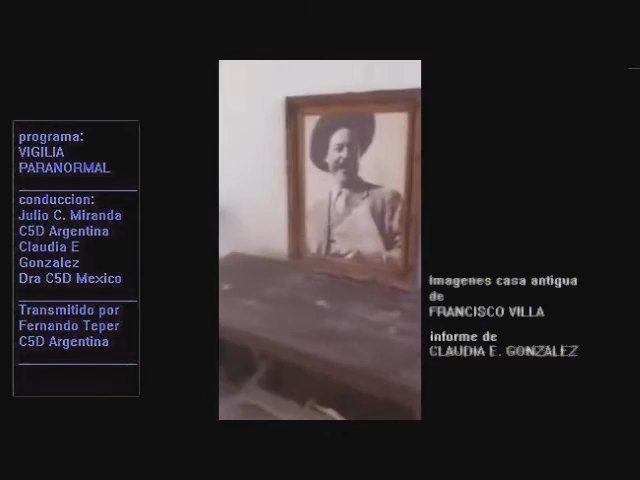 programa:
VIGILIA
PARANORMAL
conduccion:
Julio C. Miranda
C5D Argentina
Claudia E
Gonzalez
Dra C5D Mexico
Transmitido por
Fernando Teper
C5D Argentina
Imagenes casa antigua
de
FRANCISCO VILLA
informe de
CLAUDIA E. GONZALEZ